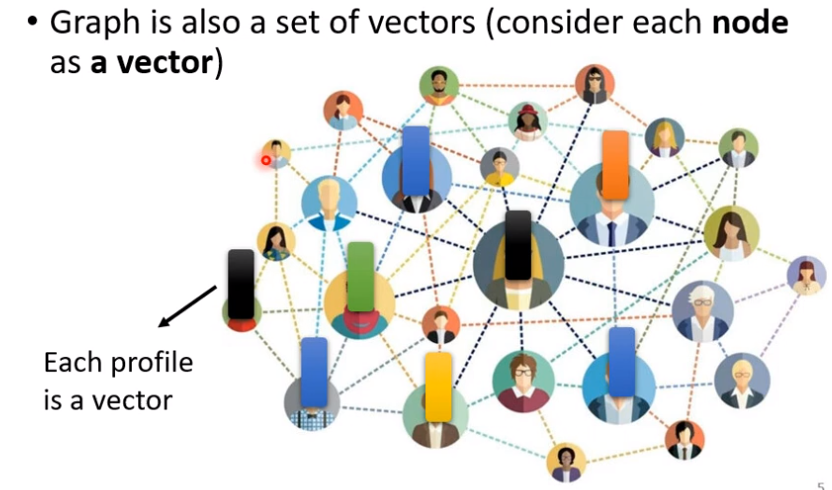 • Graph is also a set of vectors (consider each node
as a vector)
Each profile
is a vector
5